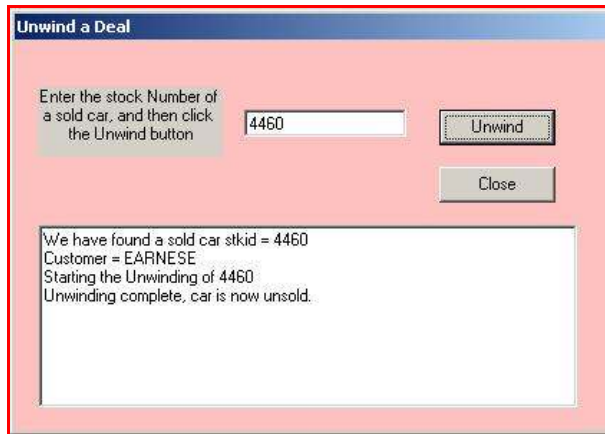 Unwind a Deal
Enter the stock Number of
a sold car, and then click
the Unwind button
4460
Unwind
Close
We have found a sold car stkid = 4460
Customer = EARNESE
Starting the Unwinding of 4460
Unwinding complete, car is now unsold.